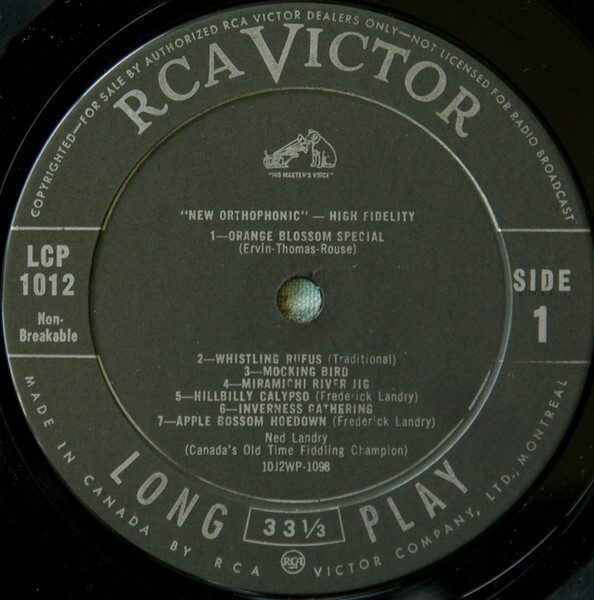 COPYRIGHTED—FOR SALE BY AUTHORIZED RCA VICTOR DEALERS ONLY—NOT LICENSED FOR RADIO BROADCAST
RCA VICTOR
"HIS MASTER'S VOICE"
"NEW ORTHOPHONIC" — HIGH FIDELITY
1—ORANGE BLOSSOM SPECIAL
(Ervin-Thomas-Rouse)
LCP
1012
Non-
Breakable
SIDE
1
2—WHISTLING RUFUS (Traditional)
3—MOCKING BIRD
4—MIRAMICHI RIVER JIG
5—HILLBILLY CALYPSO (Frederick Landry)
6—INVERNESS GATHERING
7—APPLE BOSSOM HOEDOWN (Frederick Landry)
Ned Landry
(Canada's Old Time Fiddling Champion)
10J2WP-1098
LONG PLAY
33 1/3
MADE IN CANADA BY RCA VICTOR COMPANY, LTD., MONTREAL
RCA